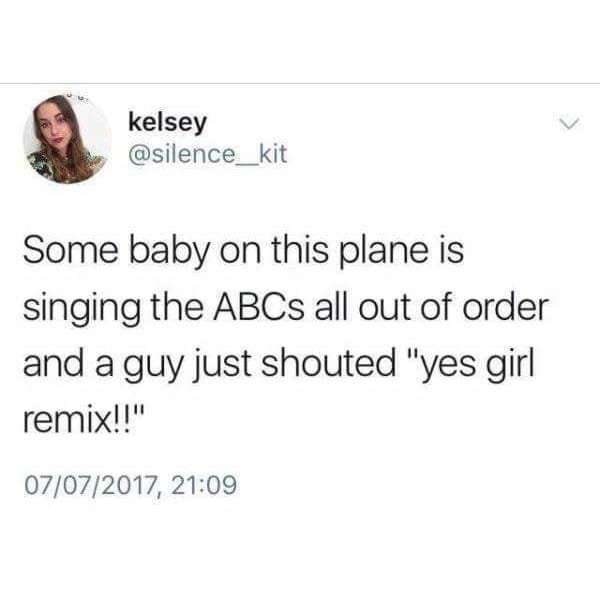 kelsey
@silence__kit
Some baby on this plane is
singing the ABCs all out of order
and a guy just shouted "yes girl
remix!!"
07/07/2017, 21:09